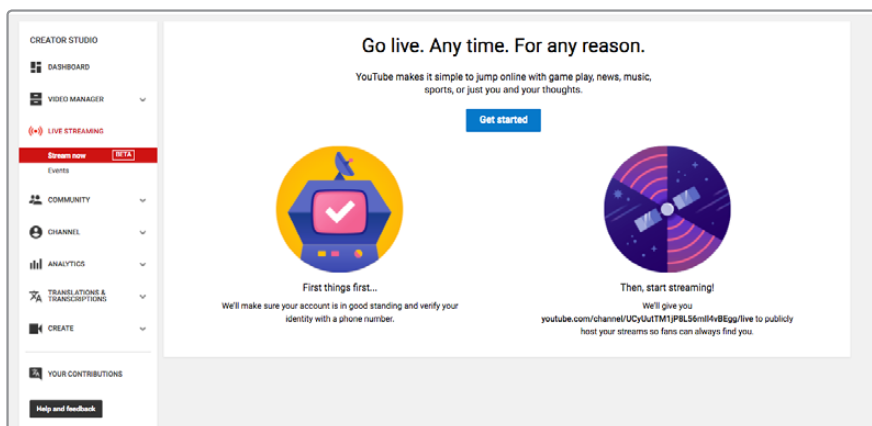 CREATOR STUDIO
DASHBOARD
VIDEO MANAGER
LIVE STREAMING
Stream now BETA
Events
COMMUNITY
CHANNEL
ANALYTICS
TRANSLATIONS &
TRANSCRIPTIONS
CREATE
YOUR CONTRIBUTIONS
Help and feedback
Go live. Any time. For any reason.
YouTube makes it simple to jump online with game play, news, music,
sports, or just you and your thoughts.
Get started
First things first...
We'll make sure your account is in good standing and verify your
identity with a phone number.
Then, start streaming!
We'll give you
youtube.com/channel/UCyUutTM1jP8L56mll4vBEgg/live to publicly
host your streams so fans can always find you.